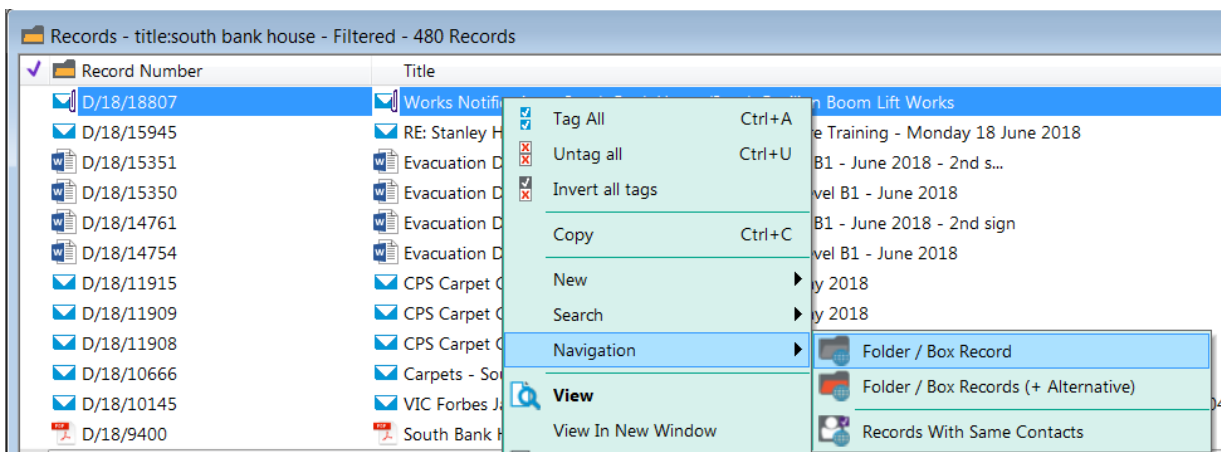 Records - title:south bank house - Filtered - 480 Records
Record Number Title
D/18/18807 Works n Boom Lift Works
D/18/15945 RE: Stanley H Tag All Ctrl+A e Training - Monday 18 June 2018
D/18/15351 Evacuation D Untag all Ctrl+U B1 - June 2018 - 2nd s...
D/18/15350 Evacuation D Invert all tags vel B1 - June 2018
D/18/14761 Evacuation D B1 - June 2018 - 2nd sign
Copy Ctrl+C
D/18/14754 Evacuation D vel B1 - June 2018
D/18/11915 CPS Carpet New y 2018
D/18/11909 CPS Carpet Search y 2018
D/18/11908 CPS Carpet Navigation Folder / Box Record
D/18/10666 Carpets - Sou Folder / Box Records (+ Alternative)
D/18/10145 VIC Forbes Ja View
D/18/9400 South Bank H View In New Window Records With Same Contacts